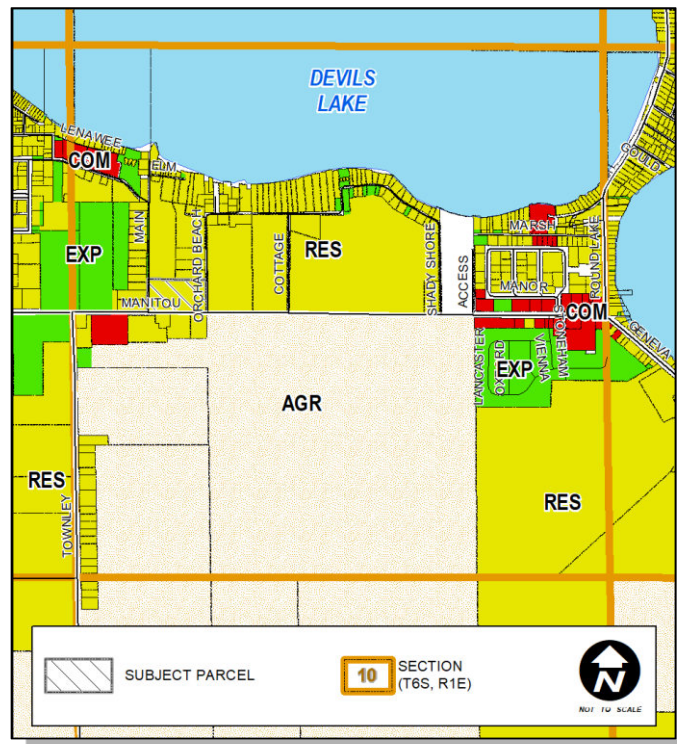 DEVILS
LAKE
LENAWEE
COM
ELM
GOULD
MAIN
ORCHARD BEACH
COTTAGE
RES
SHADY SHORE
ACCESS
MARSH
ROUND LAKE
EXP
MANOR
MANITOU
COM
GENEVA
LANCASTER
OXFORD
VIENNA
STONEHAM
EXP
AGR
RES
TOWNLEY
RES
SUBJECT PARCEL
10
SECTION
(T6S, R1E)
N
NOT TO SCALE